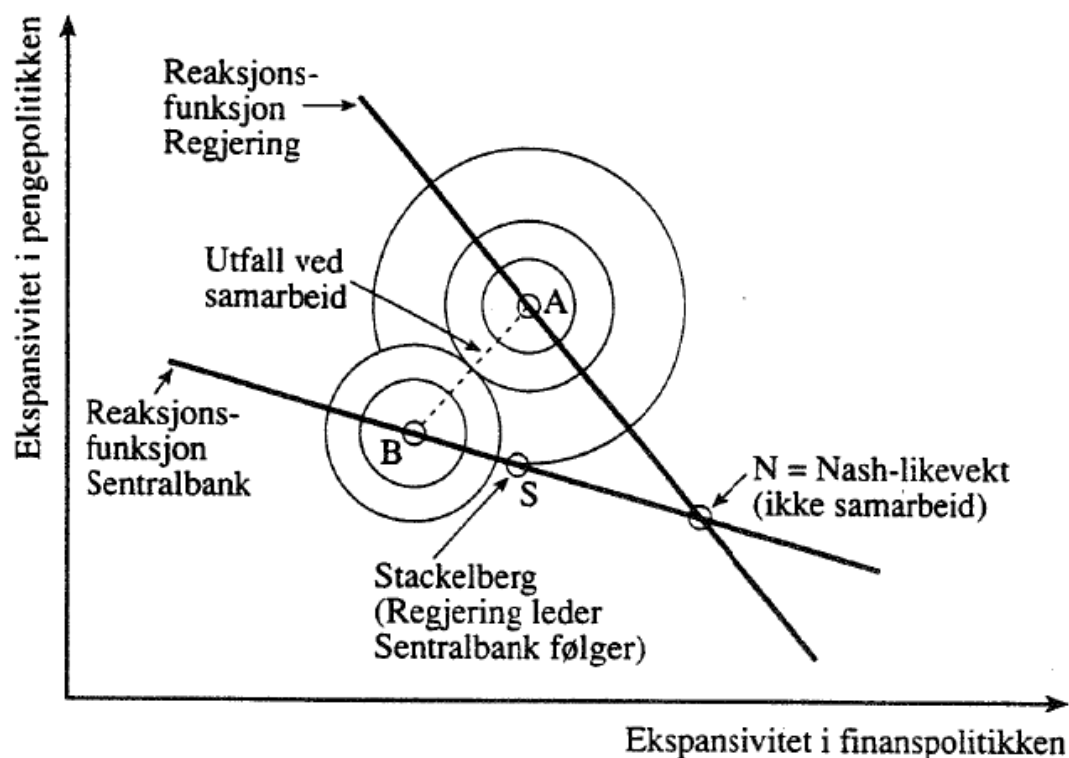 Ekspansivitet i pengepolitikken
Reaksjons-
funksjon
Regjering
Utfall ved
samarbeid
A
Reaksjons-
funksjon
Sentralbank
B
S
N = Nash-likevekt
(ikke samarbeid)
Stackelberg
(Regjering leder
Sentralbank følger)
Ekspansivitet i finanspolitikken